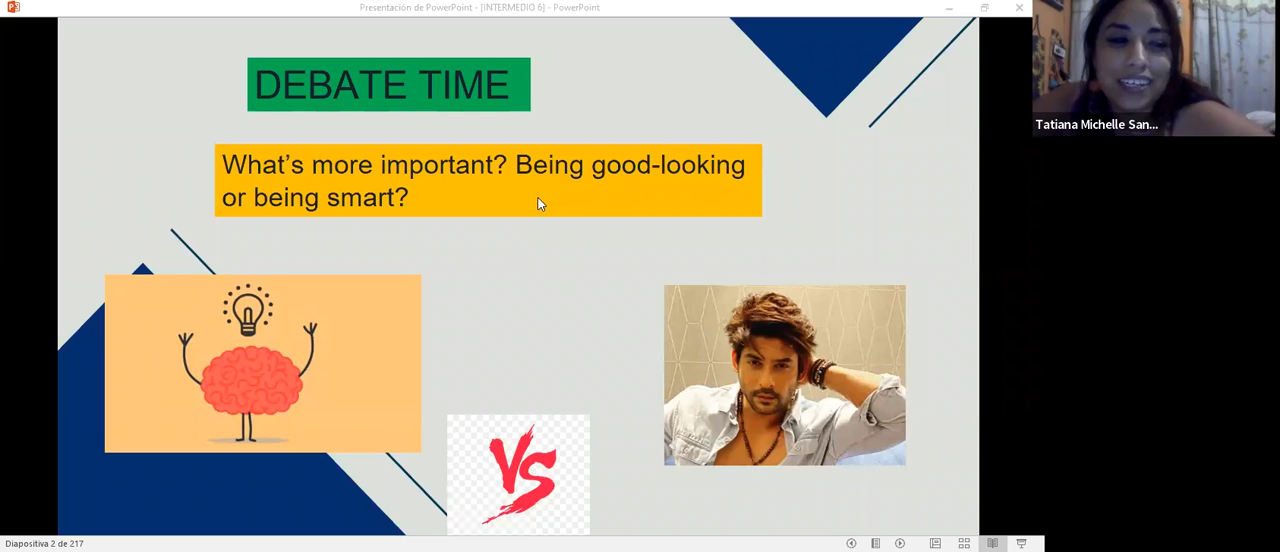 Presentación de PowerPoint - [INTERMEDIO 6] - PowerPoint
DEBATE TIME
What's more important? Being good-looking
or being smart?
VS
Tatiana Michelle San...
Diapositiva 2 de 217